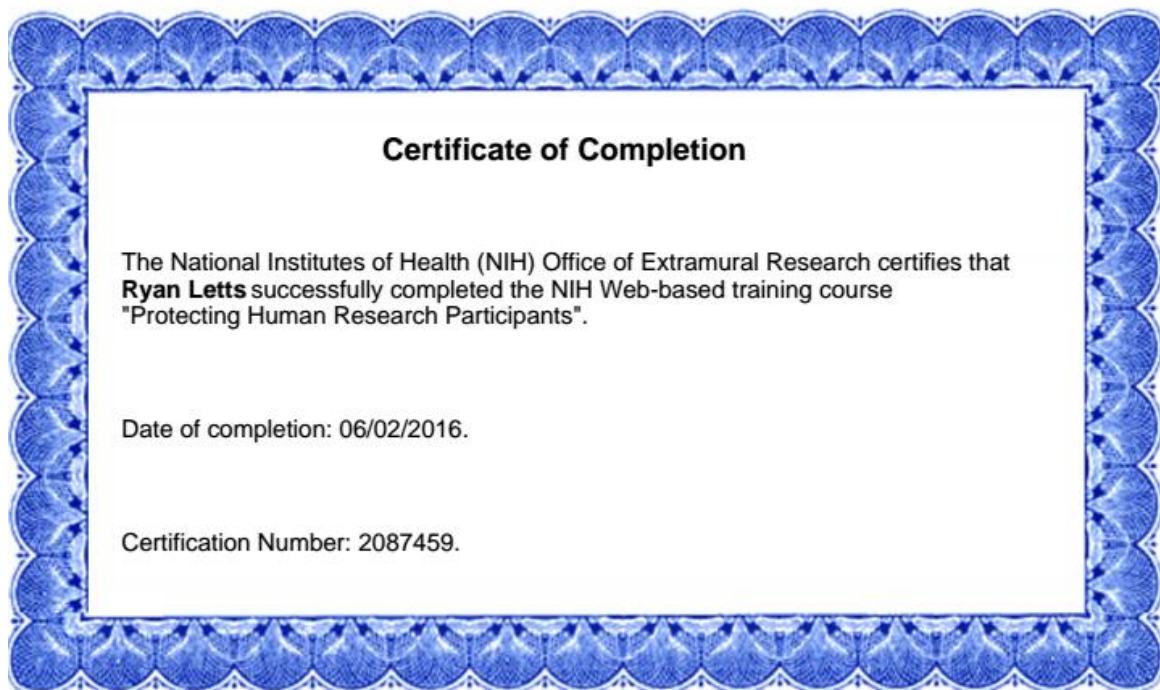 Certificate of Completion
The National Institutes of Health (NIH) Office of Extramural Research certifies that
Ryan Letts successfully completed the NIH Web-based training course
"Protecting Human Research Participants".
Date of completion: 06/02/2016.
Certification Number: 2087459.